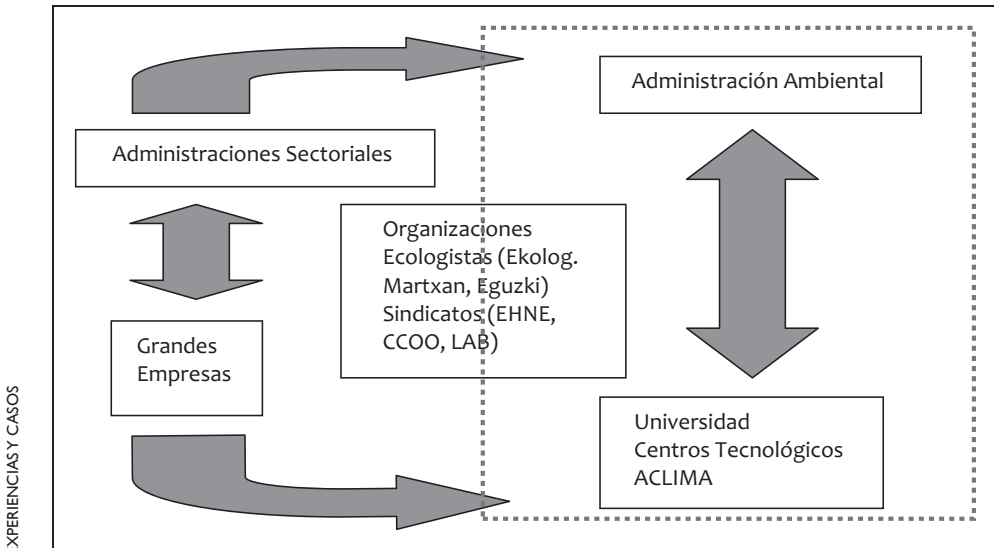 Administración Ambiental
Administraciones Sectoriales
Organizaciones
Ecologistas (Ekolog.
Martxan, Eguzki)
Sindicatos (EHNE,
CCOO, LAB)
Grandes
Empresas
Universidad
Centros Tecnológicos
ACLIMA
EXPERIENCIAS Y CASOS